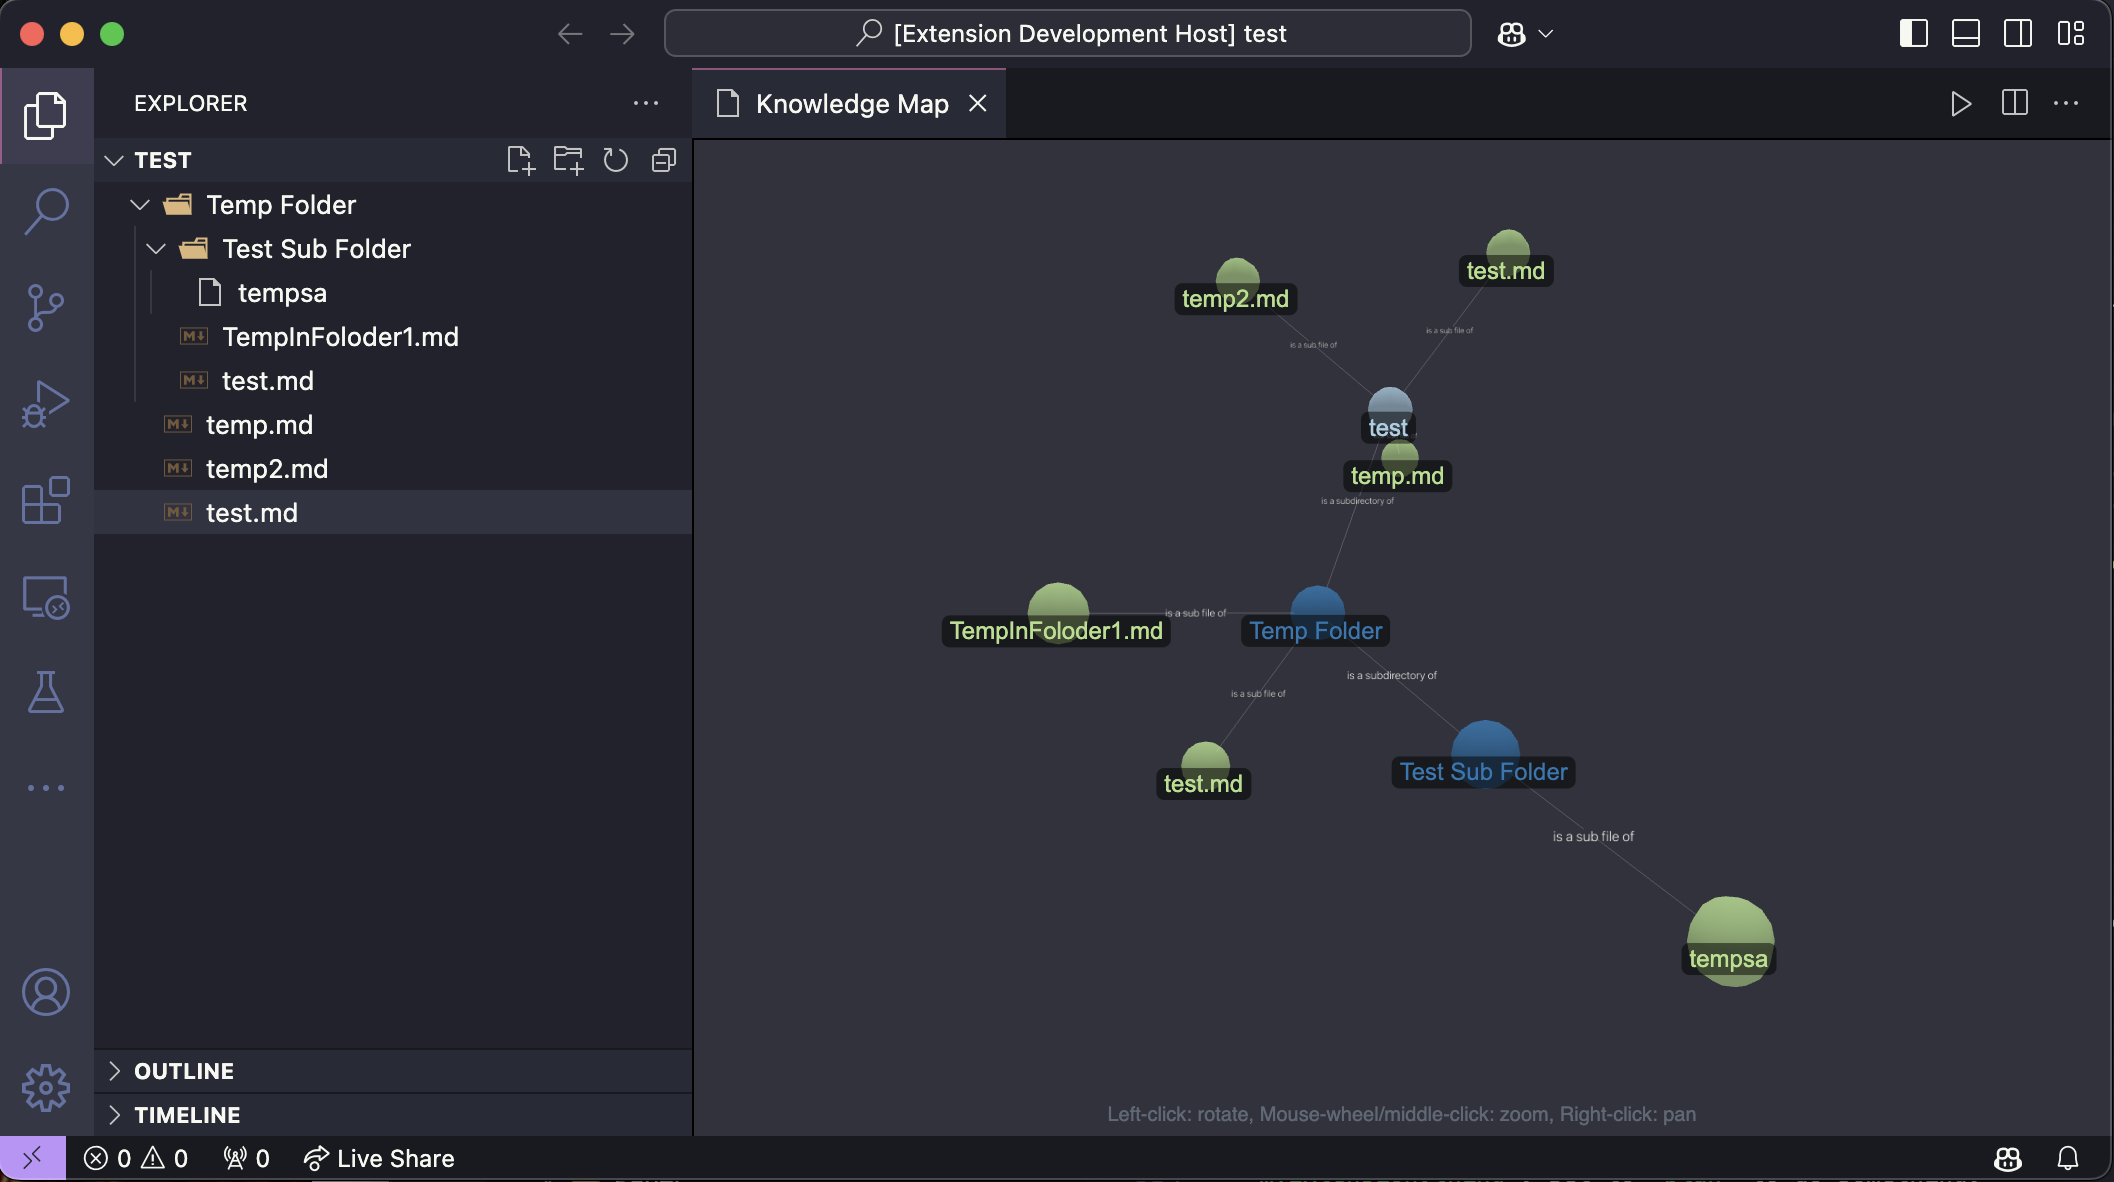 [Extension Development Host] test
EXPLORER
Knowledge Map
TEST
Temp Folder
Test Sub Folder
tempsa
TempInFoloder1.md
test.md
temp.md
temp2.md
test.md
OUTLINE
TIMELINE
test.md
temp2.md
is a sub file of
is a sub file of
test
temp.md
is a subdirectory of
TempInFoloder1.md
is a sub file of
Temp Folder
is a subdirectory of
is a sub file of
test.md
Test Sub Folder
is a sub file of
tempsa
Left-click: rotate, Mouse-wheel/middle-click: zoom, Right-click: pan
0 0 0 Live Share